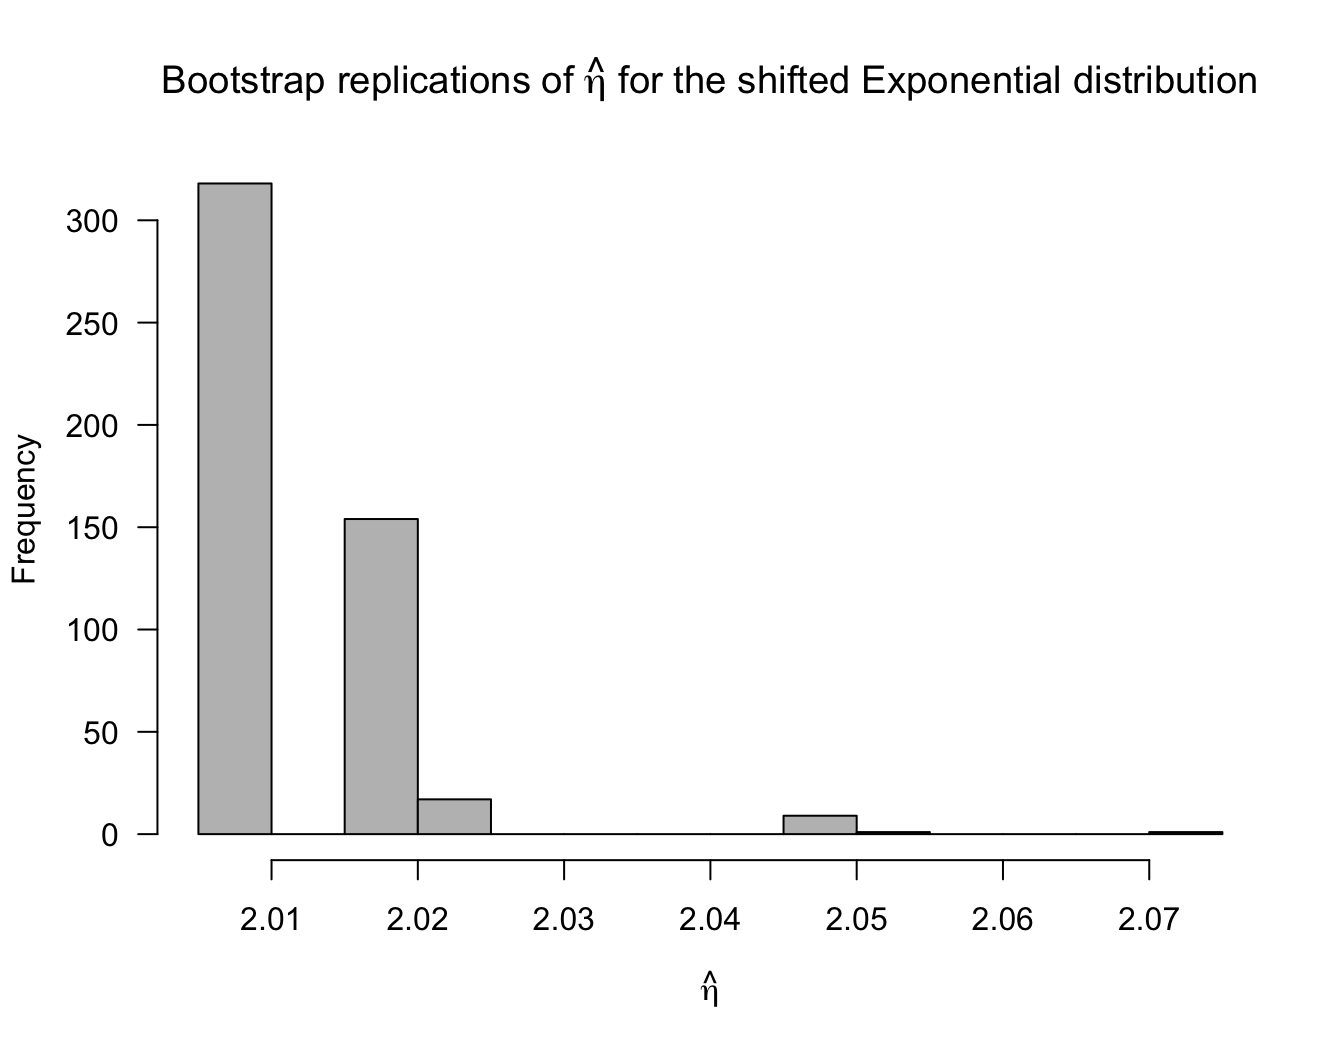 Bootstrap replications of η̂ for the shifted Exponential distribution
300
250
200
150
100
50
0
Frequency
2.01 2.02 2.03 2.04 2.05 2.06 2.07
η̂